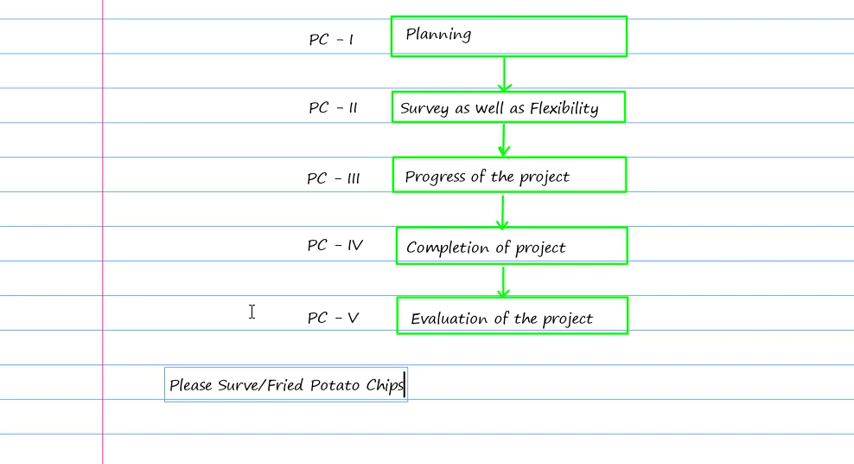 PC - I Planning
PC - II Survey as well as Flexibility
PC - III Progress of the project
PC - IV Completion of project
PC - V Evaluation of the project
Please Surve/Fried Potato Chips